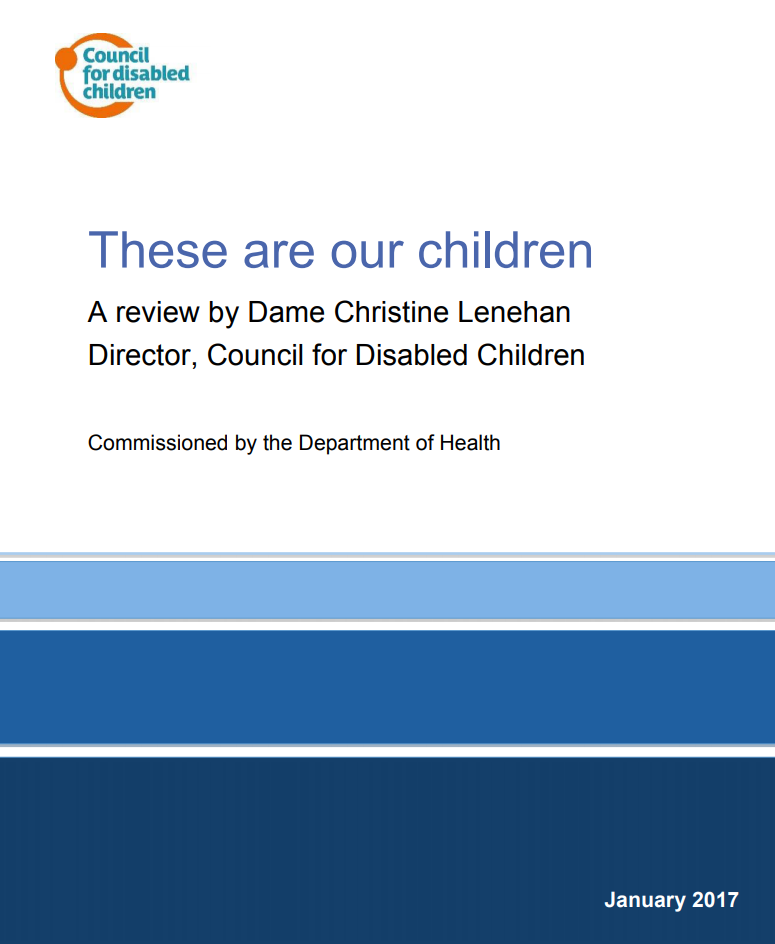 Council
for disabled
children
These are our children
A review by Dame Christine Lenehan
Director, Council for Disabled Children
Commissioned by the Department of Health
January 2017